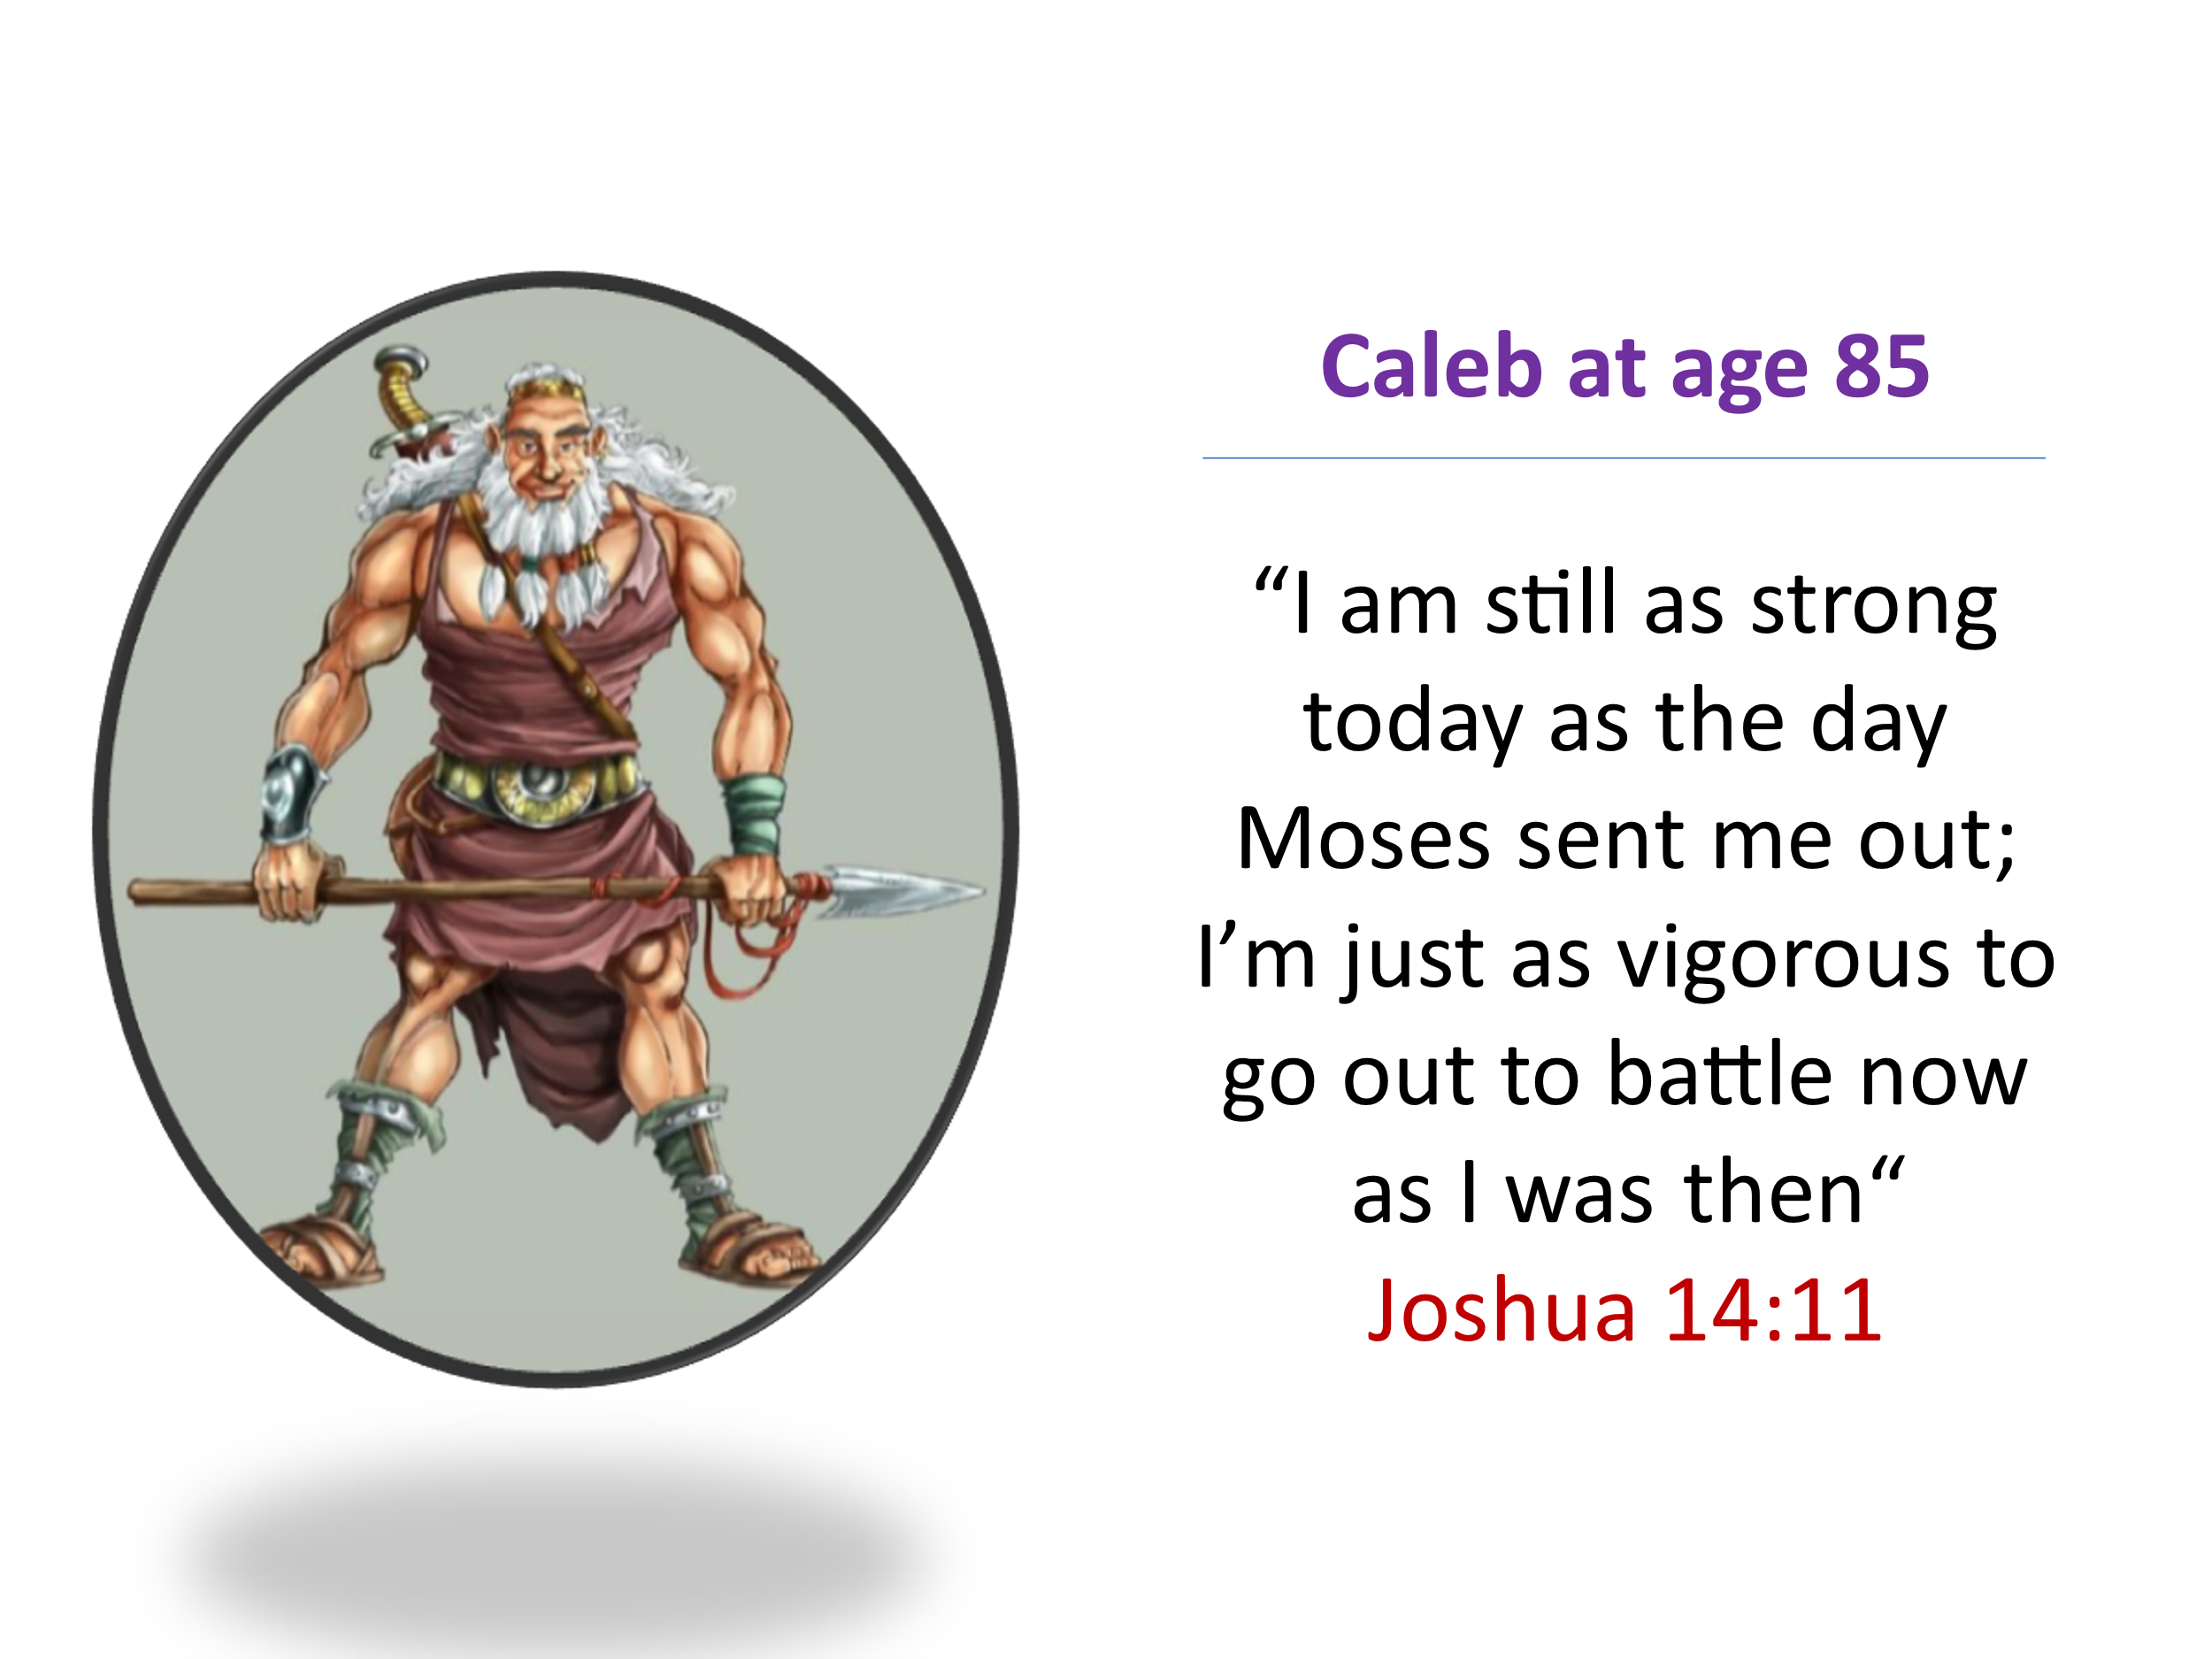 Caleb at age 85
“I am still as strong
today as the day
Moses sent me out;
I’m just as vigorous to
go out to battle now
as I was then“
Joshua 14:11